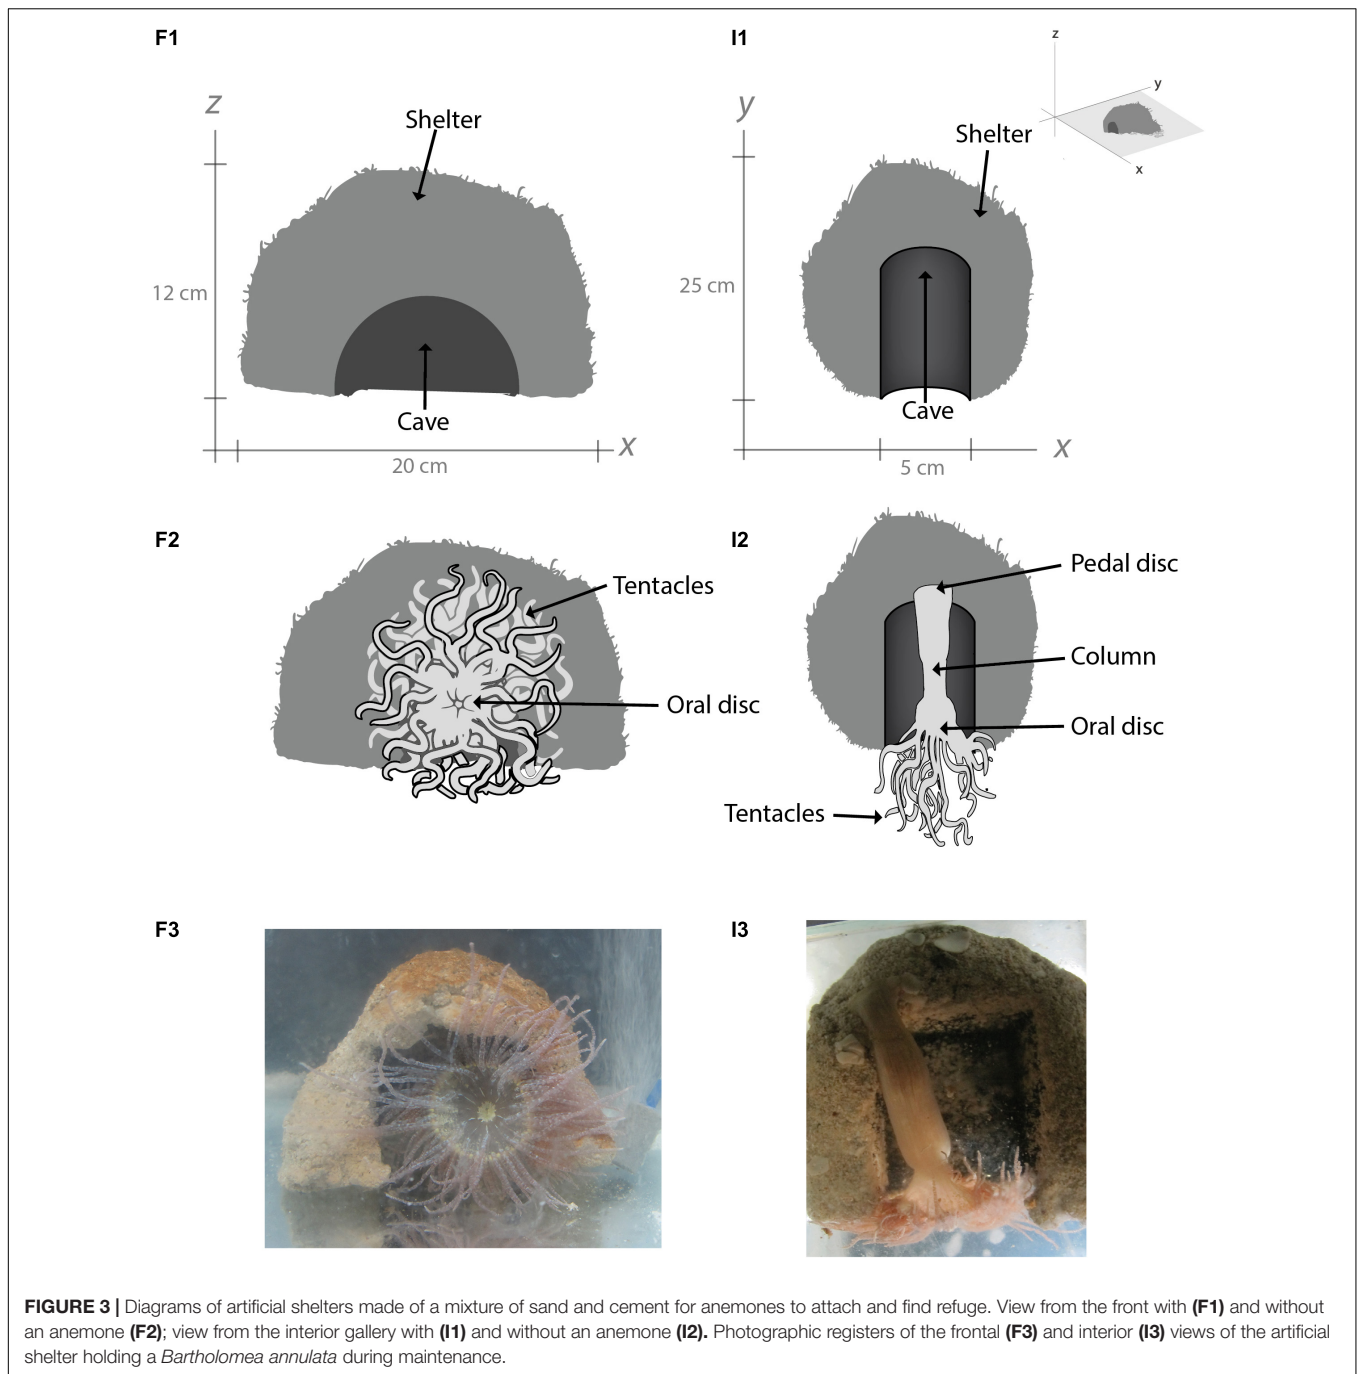 F1
I1
z
y
x
z
Shelter
12 cm
Cave
20 cm
x
y
Shelter
25 cm
Cave
5 cm
x
F2
Tentacles
Oral disc
I2
Pedal disc
Column
Oral disc
Tentacles
F3
I3
FIGURE 3 | Diagrams of artificial shelters made of a mixture of sand and cement for anemones to attach and find refuge. View from the front with (F1) and without
an anemone (F2); view from the interior gallery with (I1) and without an anemone (I2). Photographic registers of the frontal (F3) and interior (I3) views of the artificial
shelter holding a Bartholomea annulata during maintenance.